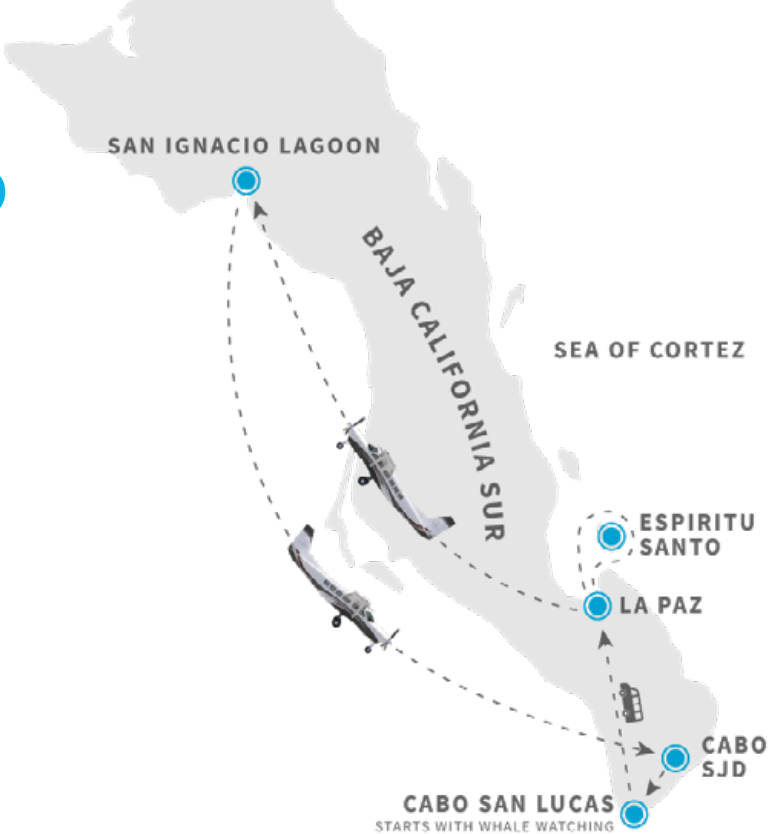 SAN IGNACIO LAGOON
BAJA CALIFORNIA SUR
SEA OF CORTEZ
ESPIRITU
SANTO
LA PAZ
CABO
SJD
CABO SAN LUCAS
STARTS WITH WHALE WATCHING